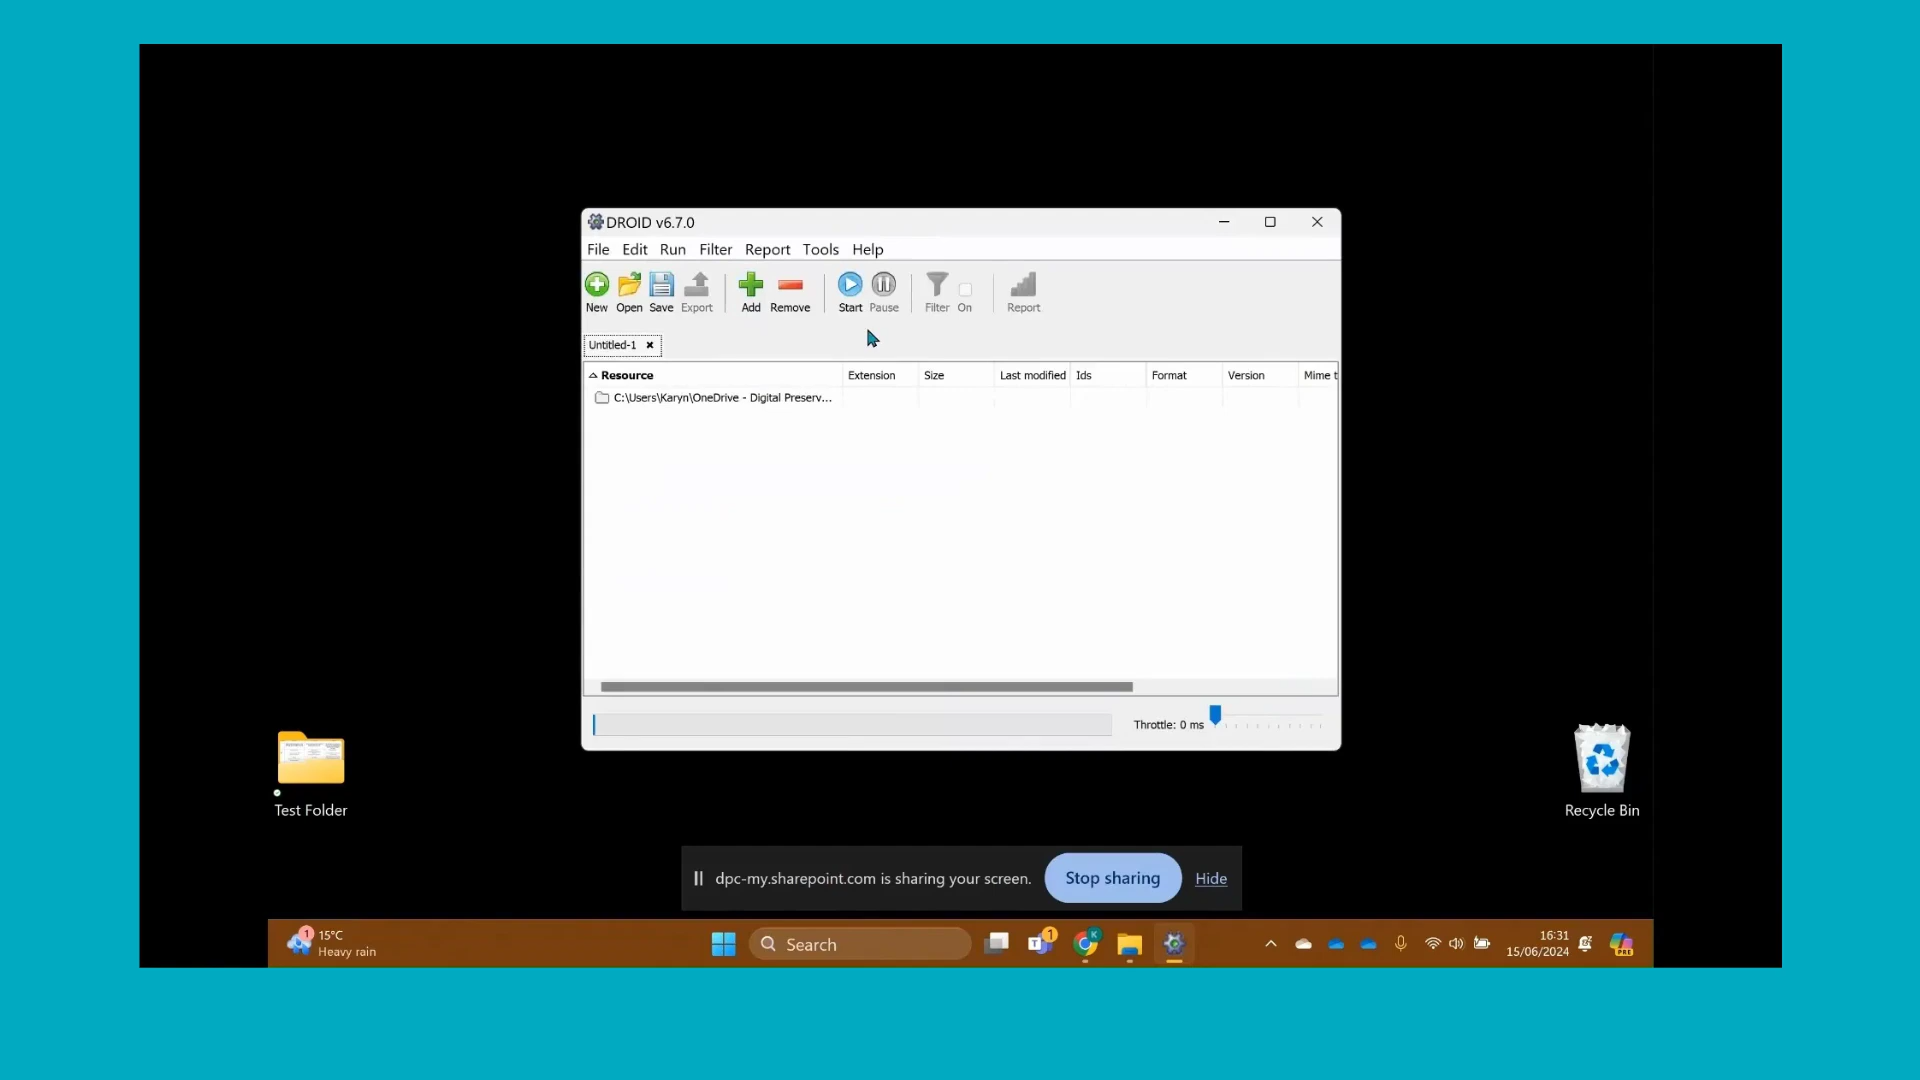 DROID v6.7.0
File Edit Run Filter Report Tools Help
New Open Save Export Add Remove Start Pause Filter On Report
Untitled-1
Resource Extension Size Last modified Ids Format Version Mime t
C:\Users\Karyn\OneDrive - Digital Preserv...
Throttle: 0 ms
Test Folder
Recycle Bin
dpc-my.sharepoint.com is sharing your screen. Stop sharing Hide
1 15°C
Heavy rain
Search
T 1
K
16:31
15/06/2024
PRE